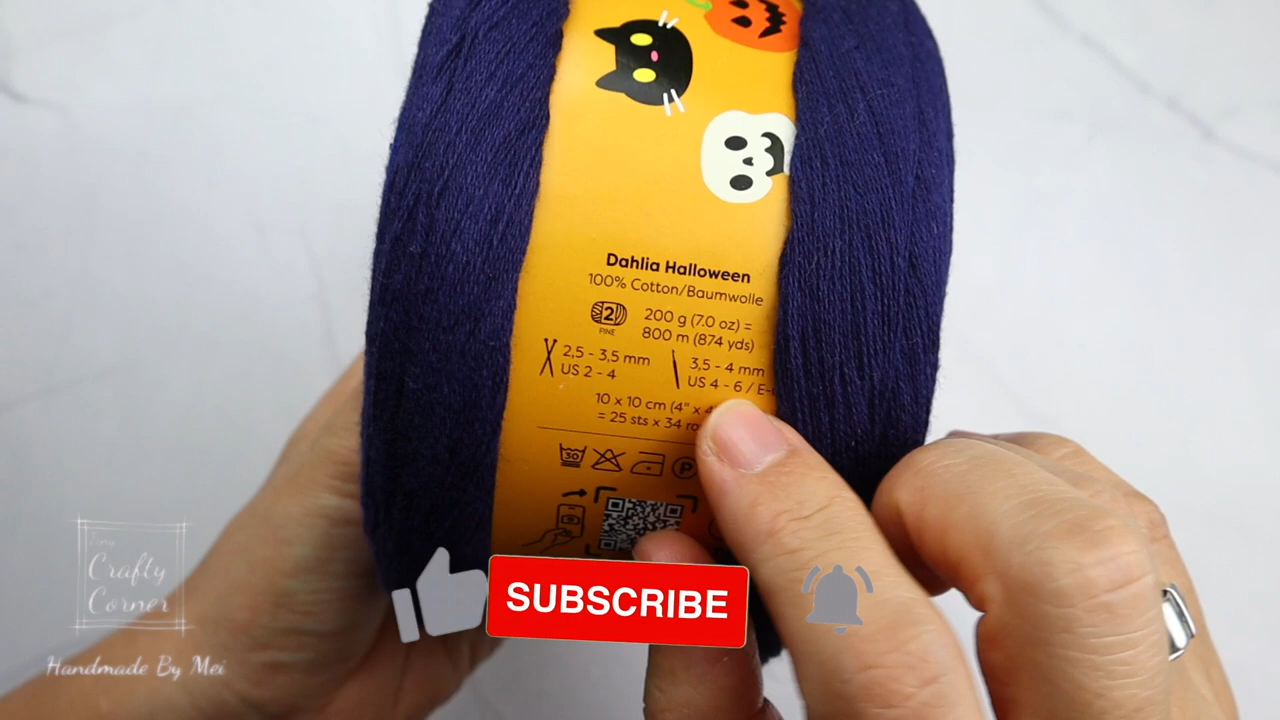 Dahlia Halloween
100% Cotton/Baumwolle
2
FINE
200 g (7.0 oz) =
800 m (874 yds)
2,5 - 3,5 mm
US 2 - 4
3,5 - 4 mm
US 4 - 6 / E-
10 x 10 cm (4" x 4
= 25 sts x 34 ro
30
P
SUBSCRIBE
Crafty
Corner
Handmade By Mei